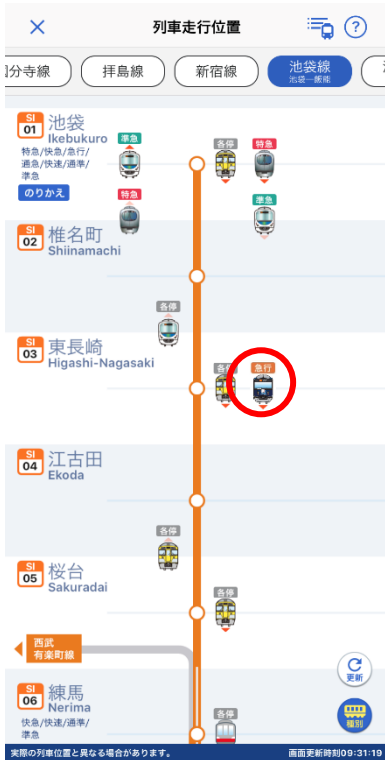 列車走行位置
?
国分寺線
拝島線
新宿線
池袋線
池袋―飯能
SI
01
池袋
Ikebukuro
特急/快急/急行/
通急/快速/通準/
準急
のりかえ
準急
各停
特急
特急
準急
SI
02
椎名町
Shiinamachi
各停
SI
03
東長崎
Higashi-Nagasaki
各停
急行
SI
04
江古田
Ekoda
各停
SI
05
桜台
Sakuradai
各停
西武
有楽町線
SI
06
練馬
Nerima
快急/快速/通準/
準急
各停
更新
種別
実際の列車位置と異なる場合があります。
画面更新時刻09:31:19